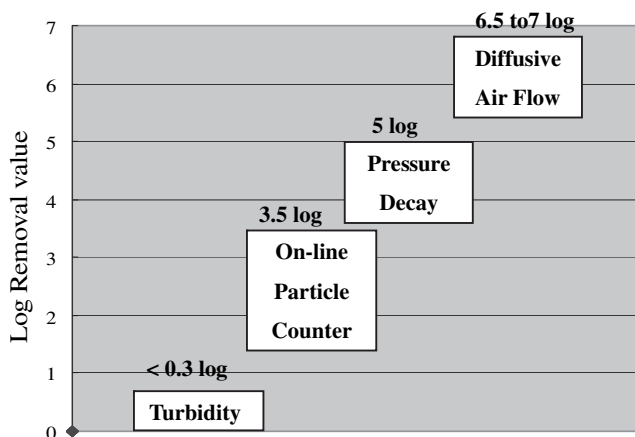 7
6
5
4
3
2
1
0
Log Removal value
6.5 to7 log
Diffusive
Air Flow
5 log
Pressure
Decay
3.5 log
On-line
Particle
Counter
< 0.3 log
Turbidity